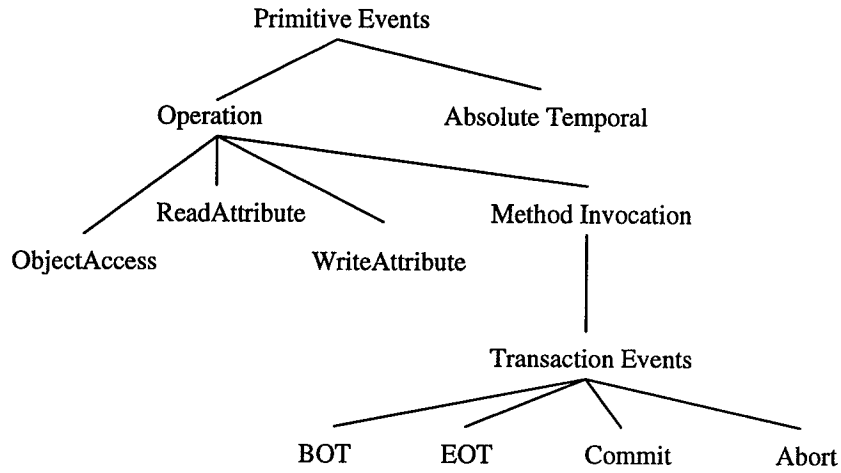 Primitive Events
Operation
Absolute Temporal
ReadAttribute
Method Invocation
ObjectAccess
WriteAttribute
Transaction Events
BOT
EOT
Commit
Abort